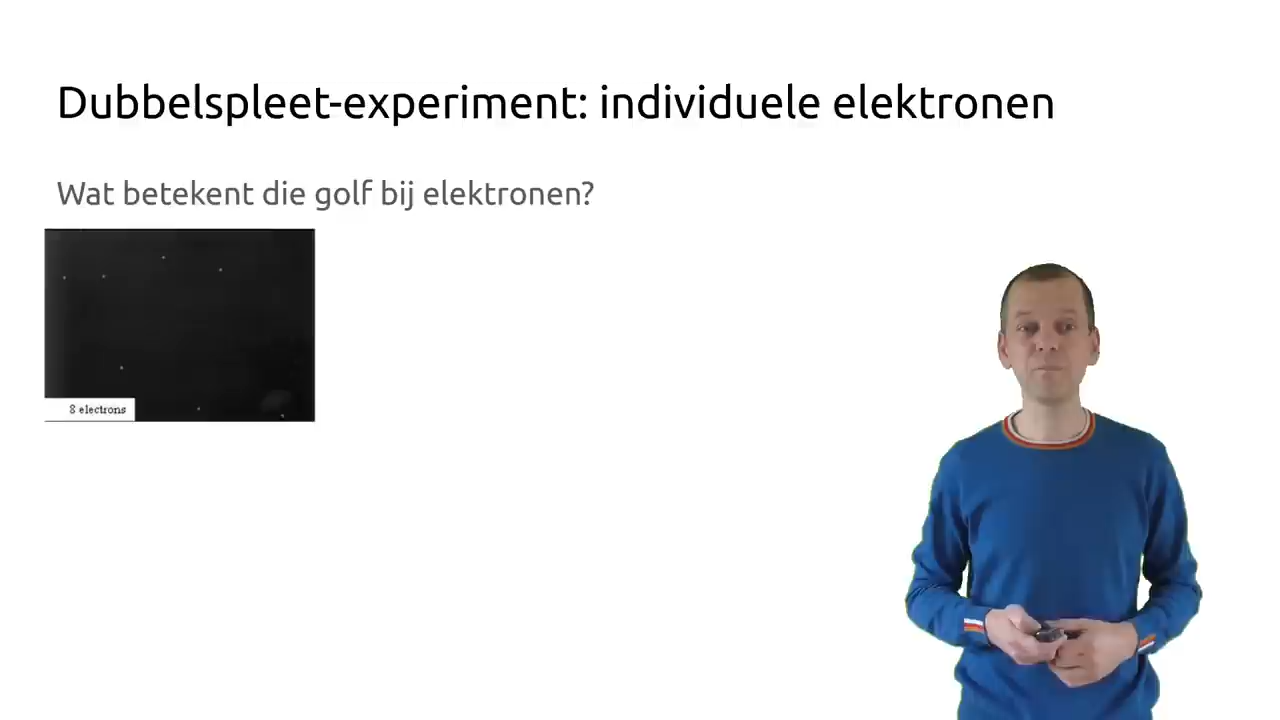 Dubbelspleet-experiment: individuele elektronen
Wat betekent die golf bij elektronen?
8 electrons